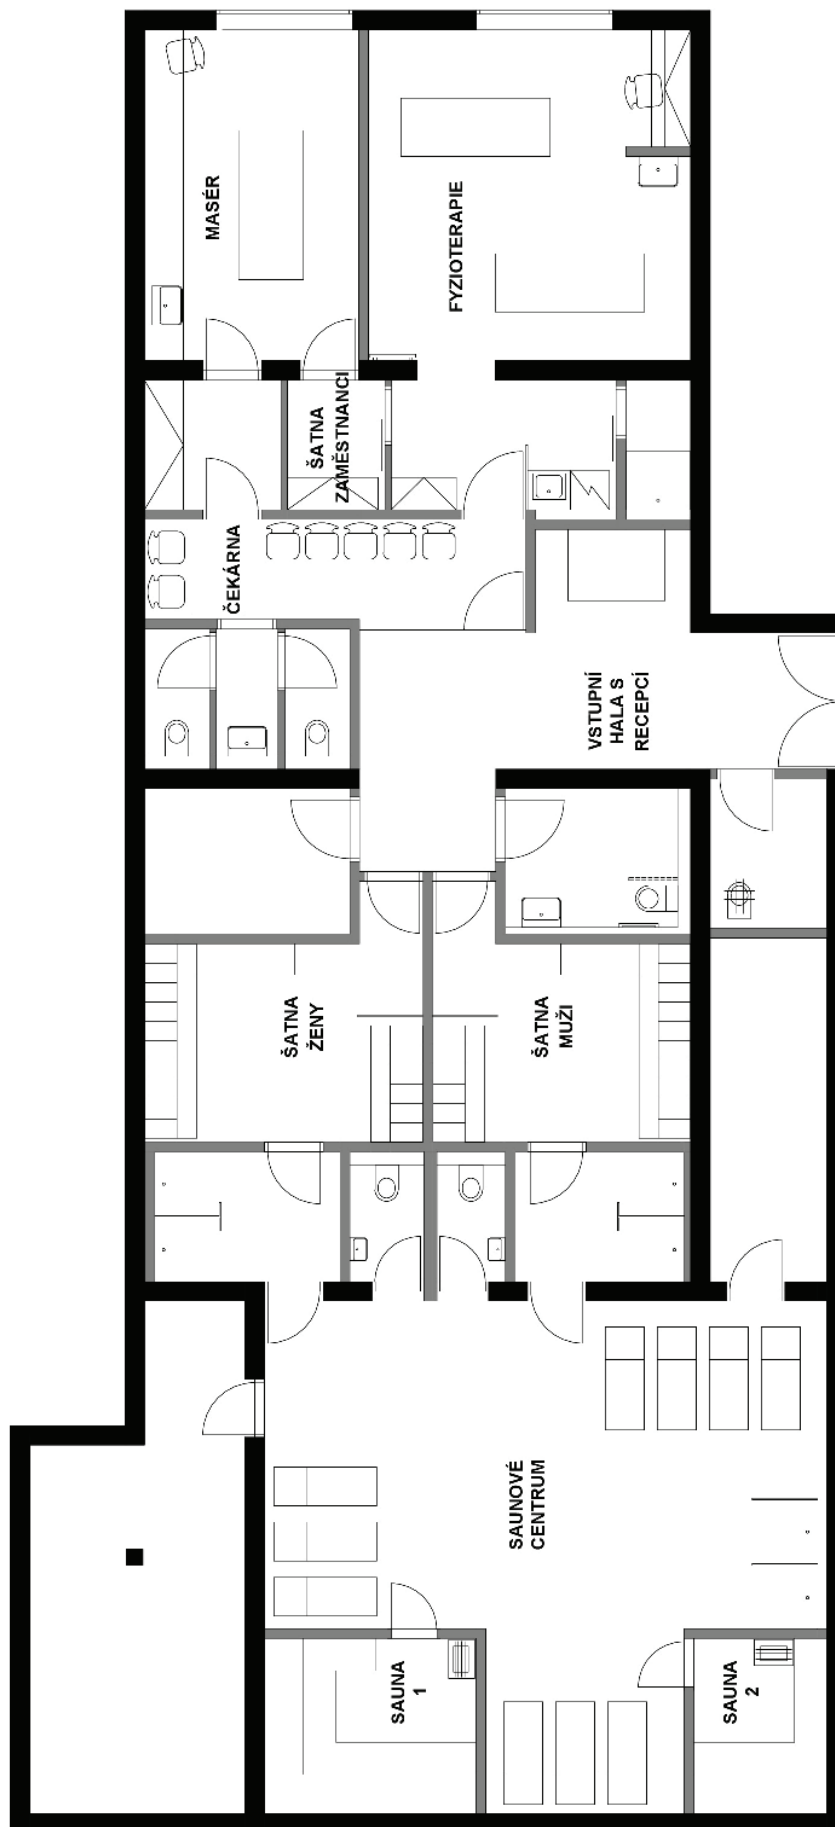 MASÉR
FYZIOTERAPIE
ŠATNA
ZAMĚSTNANCI
ČEKÁRNA
VSTUPNÍ
HALA S
RECEPCÍ
ŠATNA
ŽENY
ŠATNA
MUŽI
SAUNOVÉ
CENTRUM
SAUNA
1
SAUNA
2